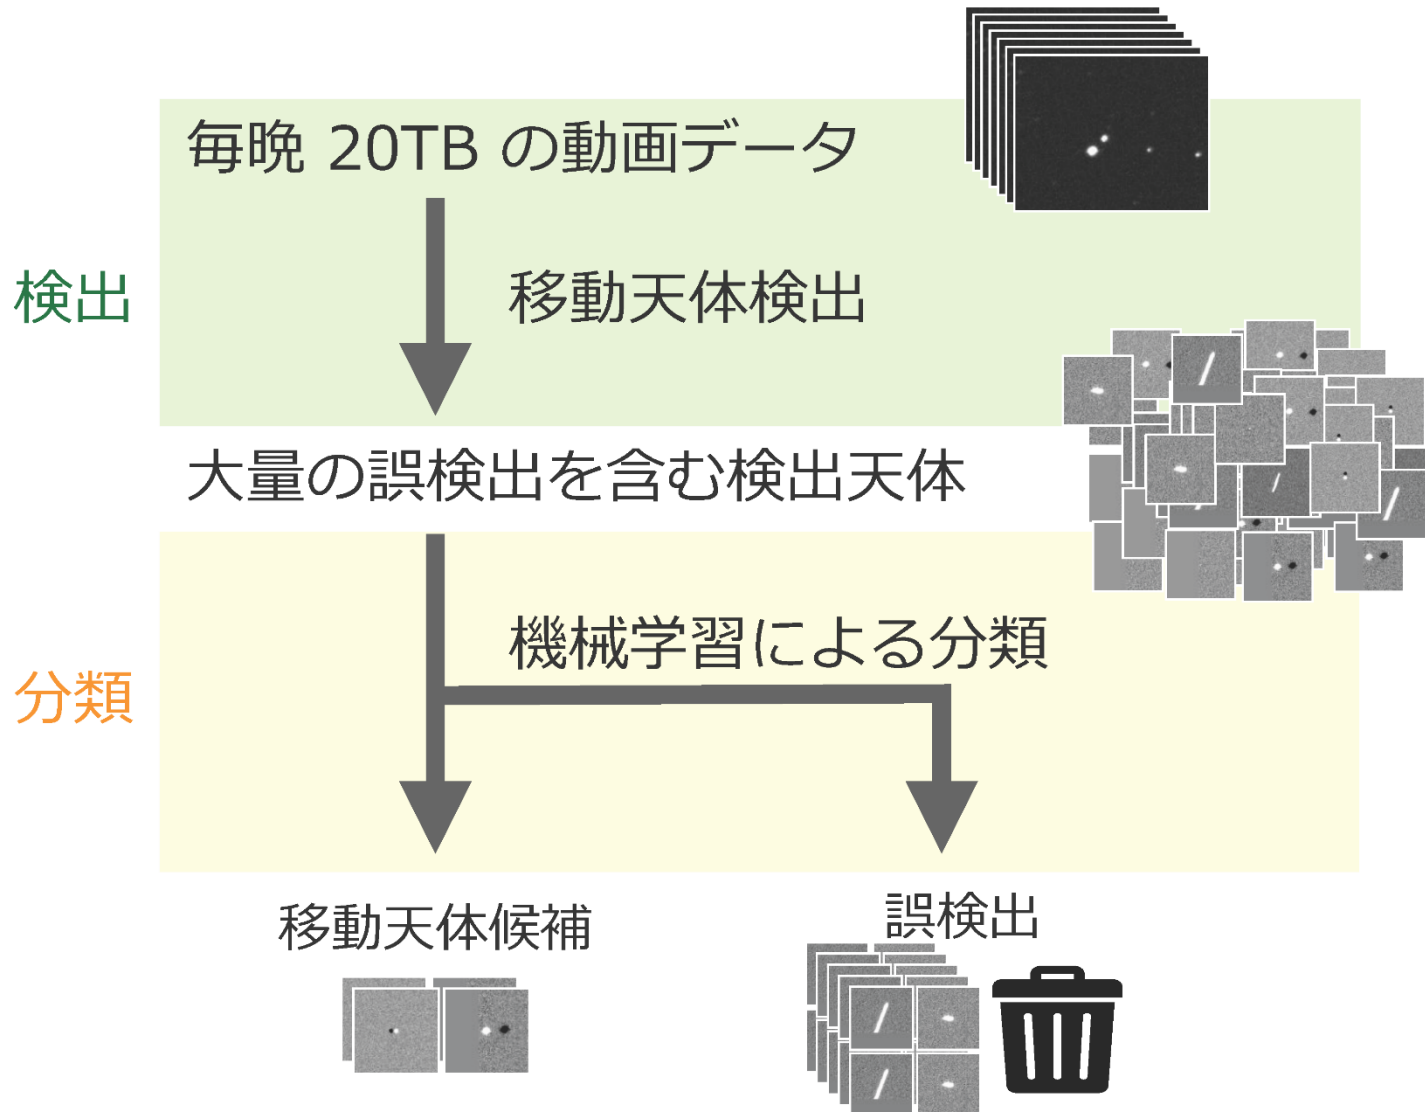 毎晩 20TB の動画データ
検出
移動天体検出
大量の誤検出を含む検出天体
機械学習による分類
分類
移動天体候補
誤検出